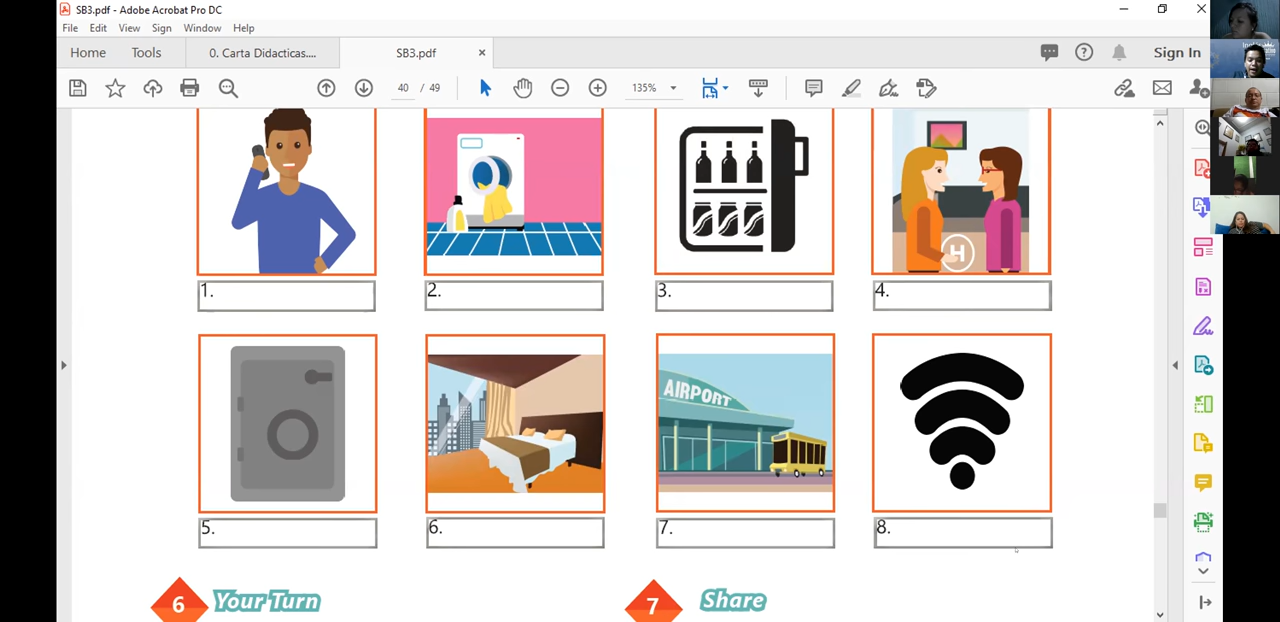 SB3.pdf - Adobe Acrobat Pro DC
File Edit View Sign Window Help
Home Tools 0. Carta Didacticas.... SB3.pdf × Sign In
40 / 49 135%
H
1. 2. 3. 4.
AIRPORT
5. 6. 7. 8.
6 Your Turn 7 Share